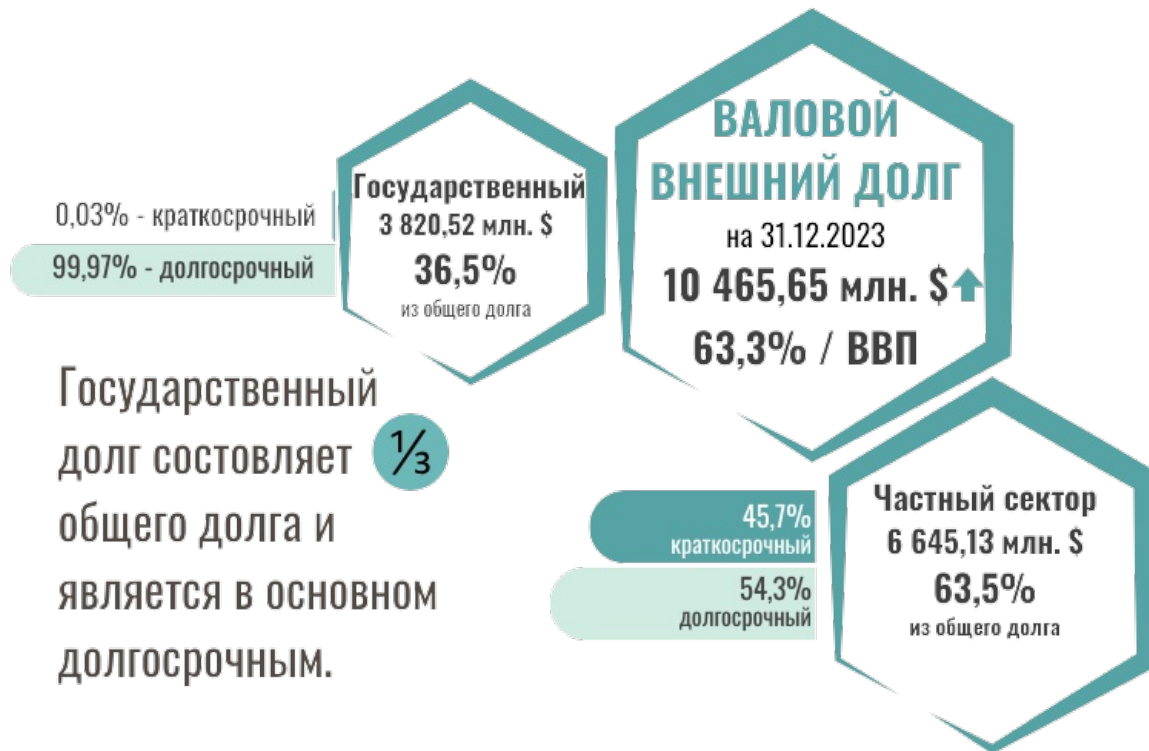 ВАЛОВОЙ
ВНЕШНИЙ ДОЛГ
на 31.12.2023
10 465,65 млн. $
63,3% / ВВП
Государственный
3 820,52 млн. $
36,5%
из общего долга
0,03% - краткосрочный
99,97% - долгосрочный
Государственный
долг состовляет ⅓
общего долга и
является в основном
долгосрочным.
Частный сектор
6 645,13 млн. $
63,5%
из общего долга
45,7%
краткосрочный
54,3%
долгосрочный